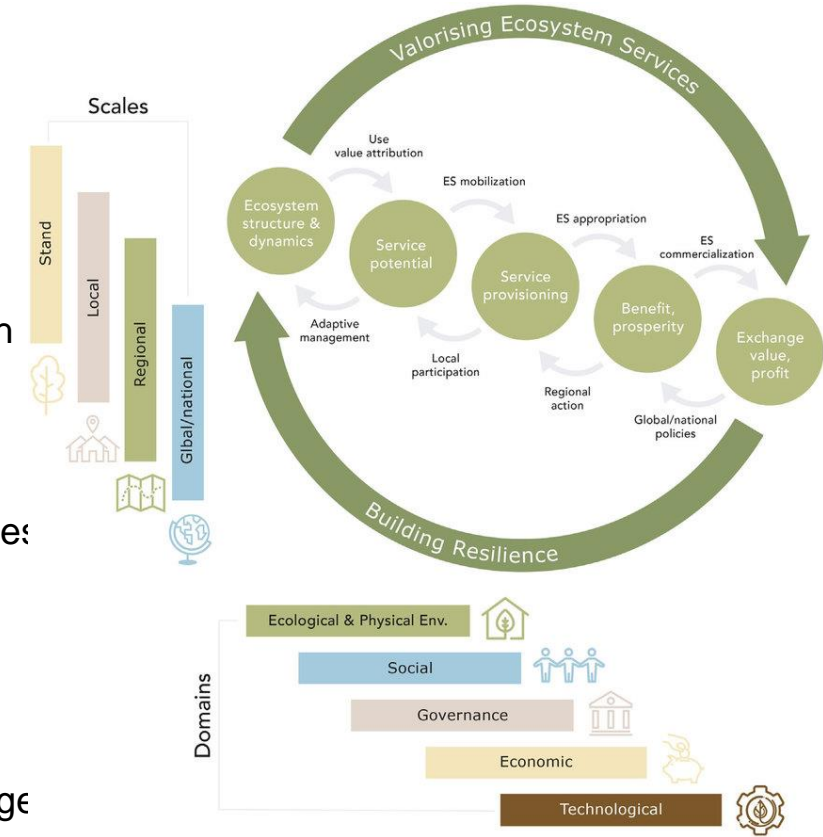 Valorising Ecosystem Services
Scales
Stand
Local
Regional
Glbal/national
Use
value attribution
ES mobilization
ES appropriation
ES
commercialization
Ecosystem
structure &
dynamics
Service
potential
Service
provisioning
Benefit,
prosperity
Exchange
value,
profit
Adaptive
management
Local
participation
Regional
action
Global/national
policies
Building Resilience
Domains
Ecological & Physical Env.
Social
Governance
Economic
Technological